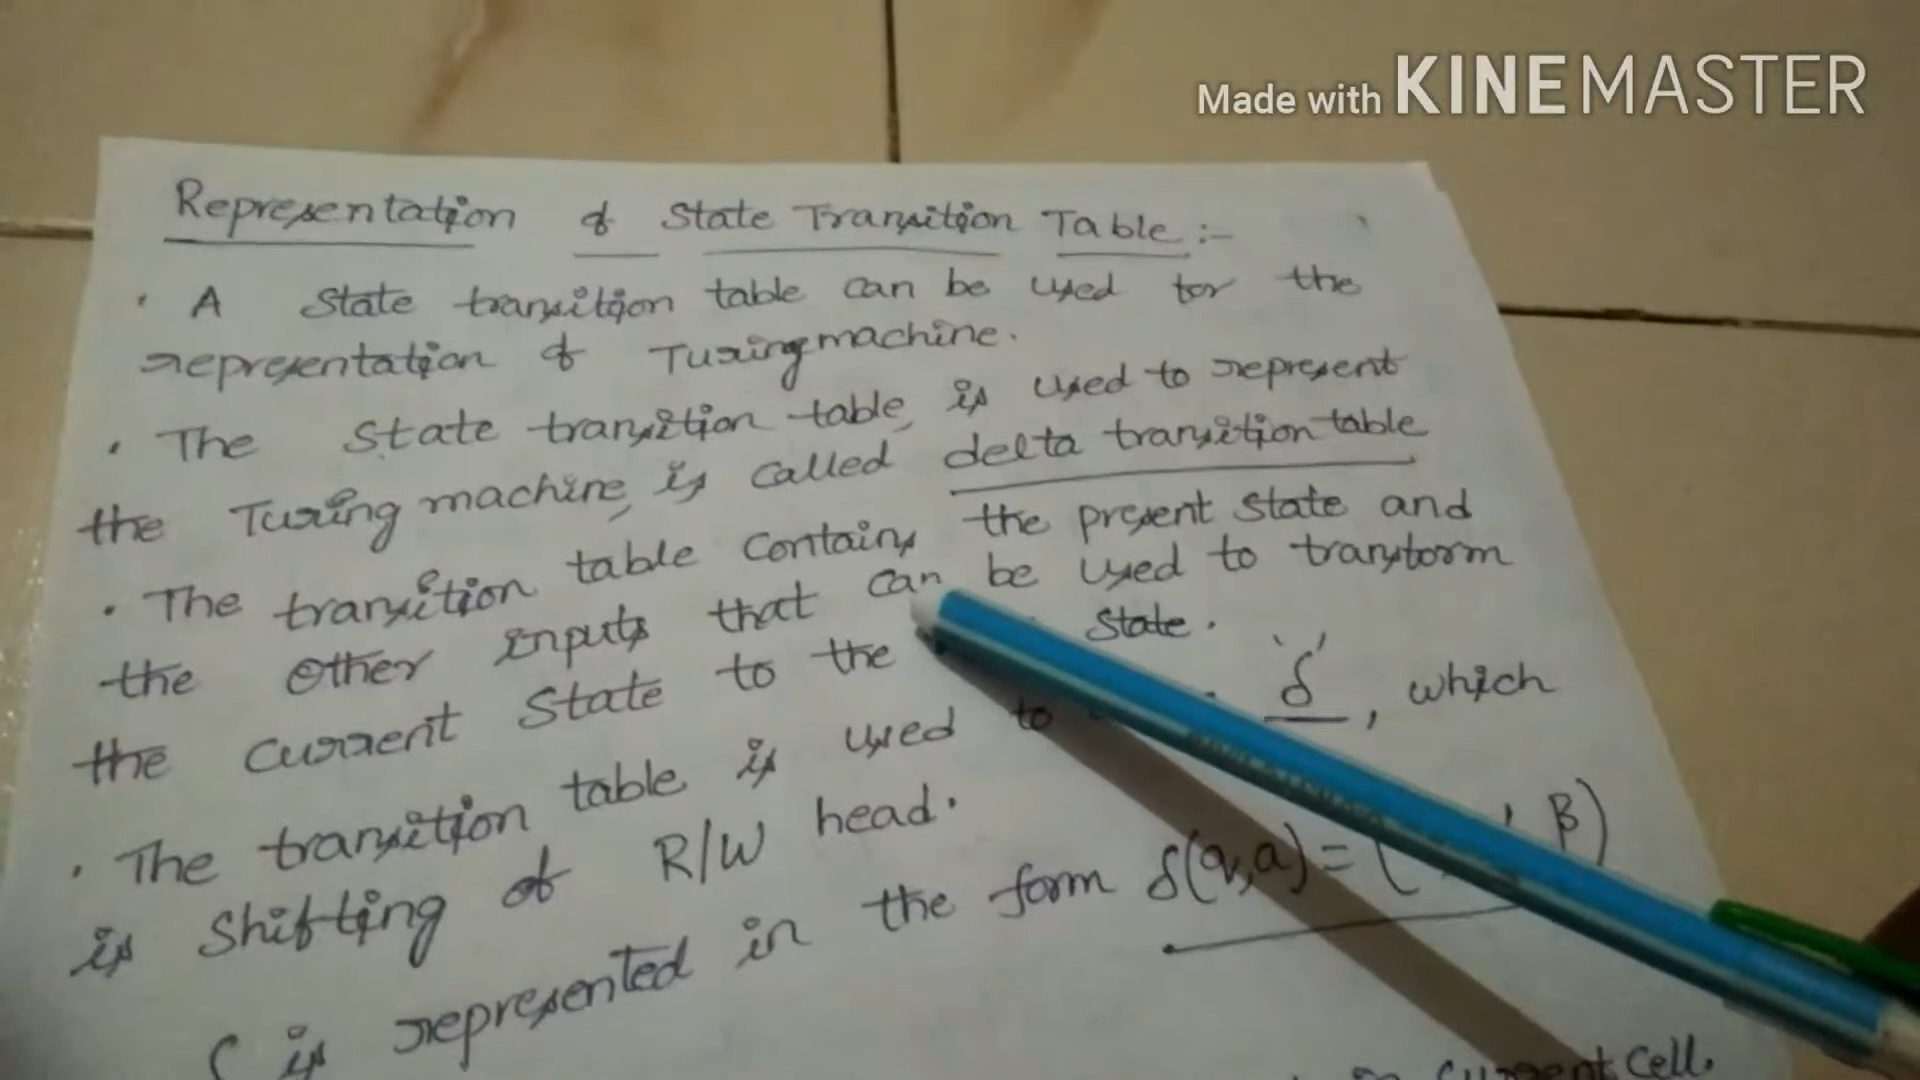 Made with KINEMASTER
Representation of State Transition Table :-
· A State transition table can be used for the
representation of Turing machine.
· The State transition table, is used to represent
the Turing machine, is called delta transition table
· The transition table contains the present state and
the other inputs that can be used to transform
the current State to the state.
· The transition table is used to 'δ', which
is shifting of R/W head.
δ is represented in the form δ(q,a) = ( , β)
current cell.